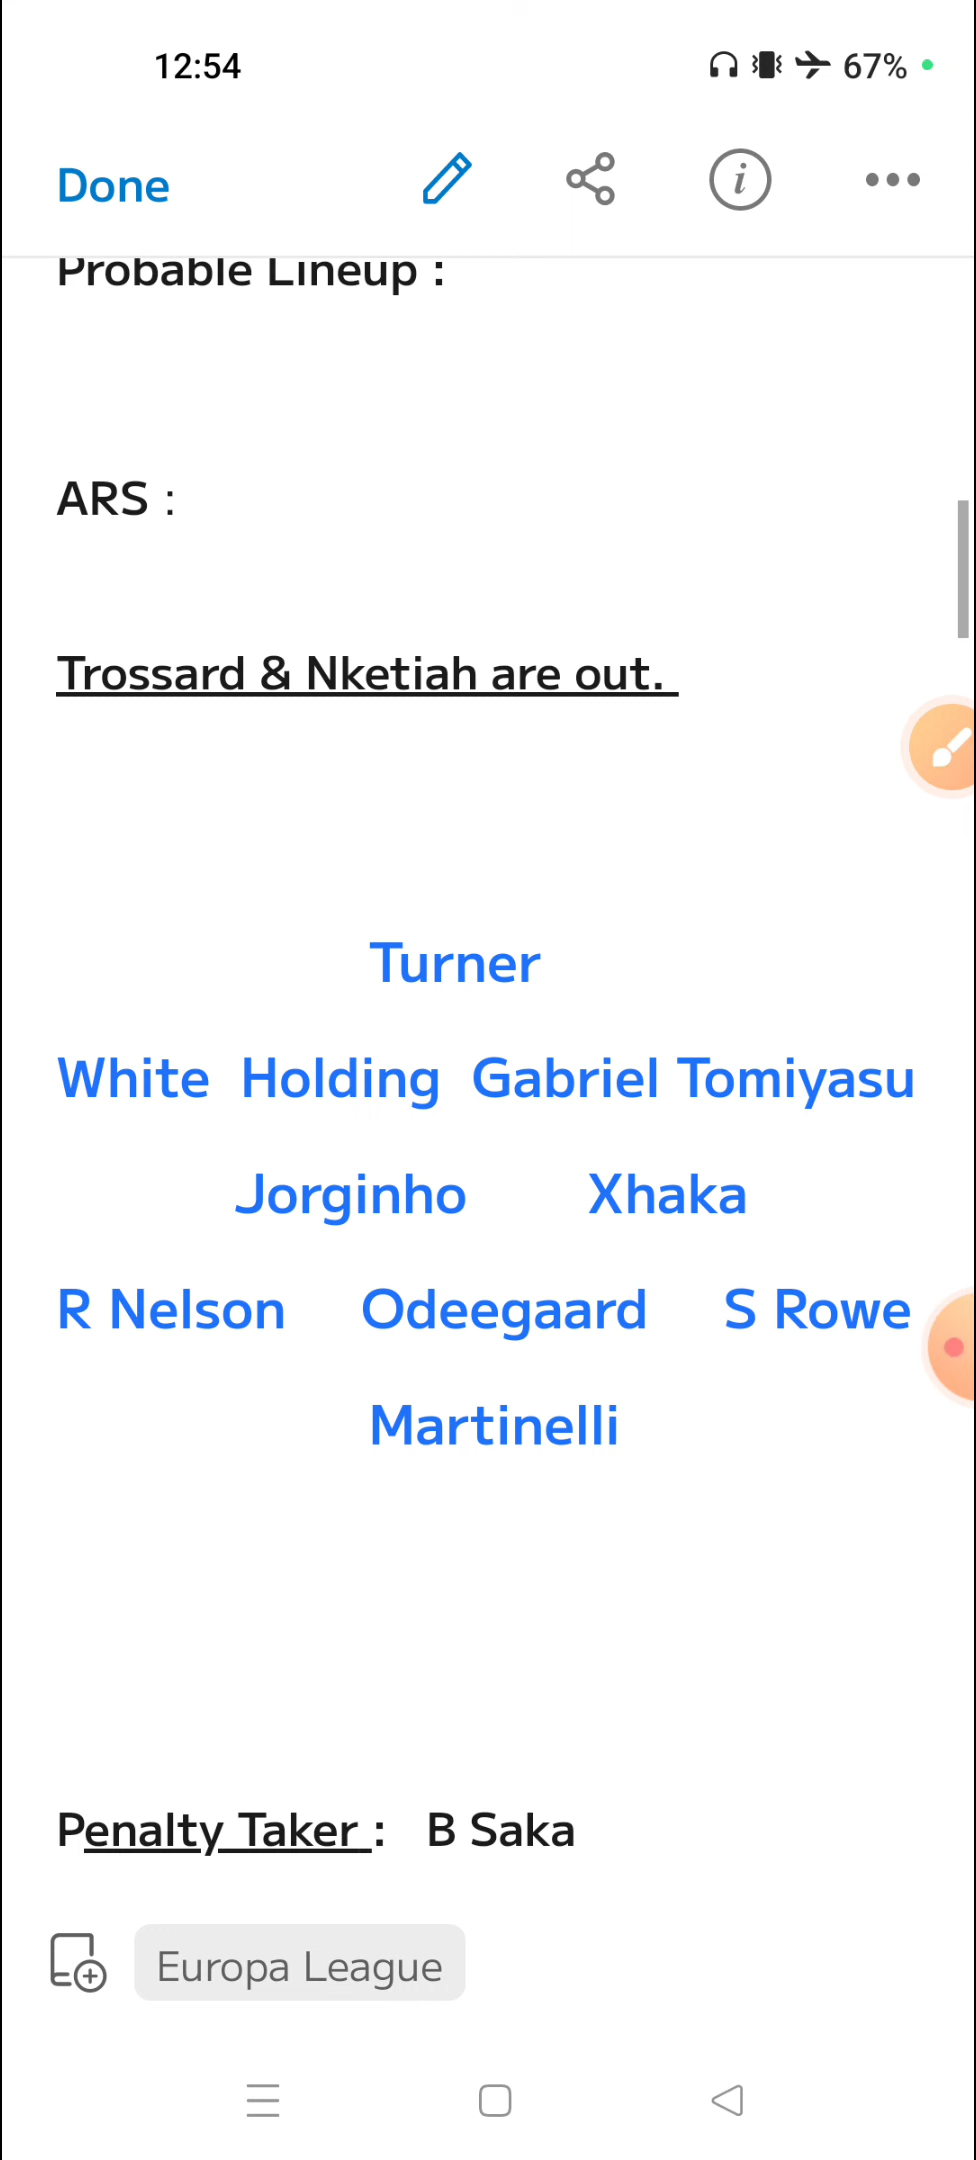 12:54 67%
Done
Probable Lineup :
ARS :
Trossard & Nketiah are out.
Turner
White Holding Gabriel Tomiyasu
Jorginho Xhaka
R Nelson Odeegaard S Rowe
Martinelli
Penalty Taker : B Saka
Europa League